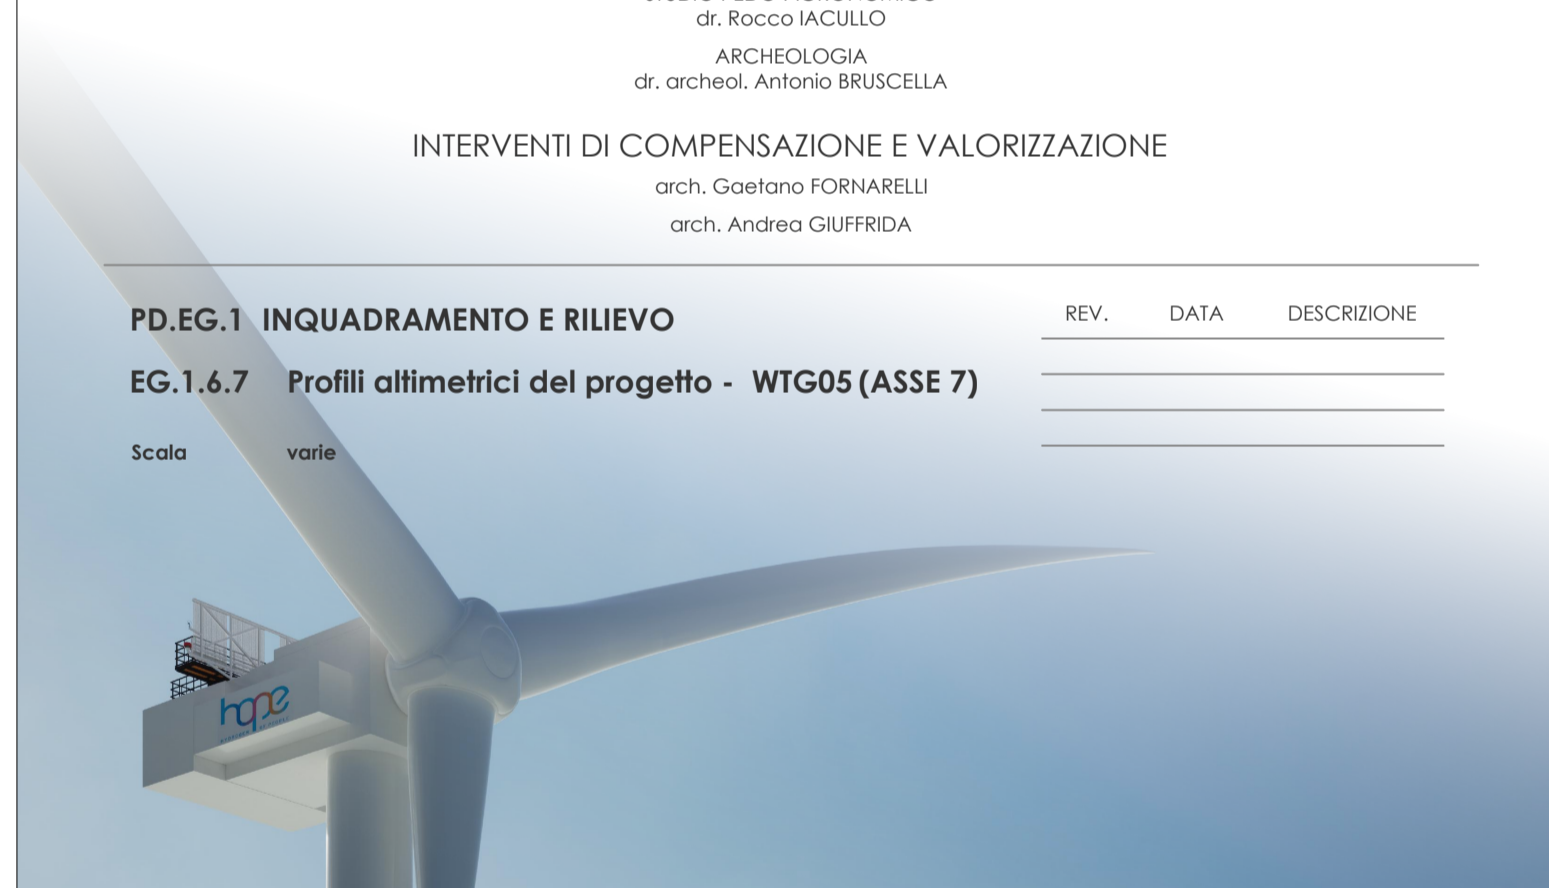 dr. Rocco IACULLO
ARCHEOLOGIA
dr. archeol. Antonio BRUSCELLA
INTERVENTI DI COMPENSAZIONE E VALORIZZAZIONE
arch. Gaetano FORNARELLI
arch. Andrea GIUFFRIDA
PD.EG.1 INQUADRAMENTO E RILIEVO
EG.1.6.7 Profili altimetrici del progetto - WTG05 (ASSE 7)
Scala varie
REV. DATA DESCRIZIONE
hope